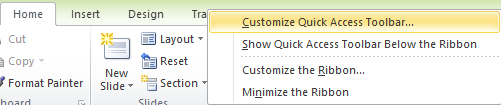 Home Insert Design Tra
Customize Quick Access Toolbar...
Show Quick Access Toolbar Below the Ribbon
Customize the Ribbon...
Minimize the Ribbon
Cut
Copy
Format Painter
New
Slide
Layout
Reset
Section
board
Slides